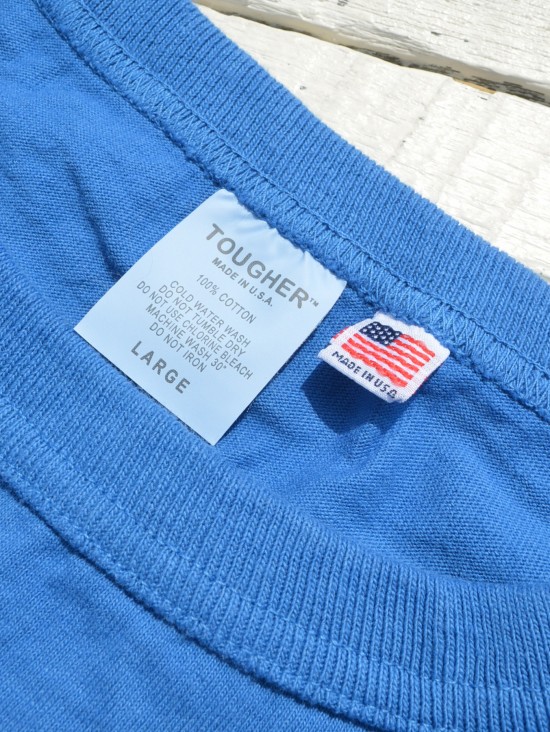 TOUGHER™
MADE IN U.S.A.
100% COTTON
COLD WATER WASH
DO NOT TUMBLE DRY
DO NOT USE CHLORINE BLEACH
MACHINE WASH 30°
DO NOT IRON
LARGE
MADE IN USA